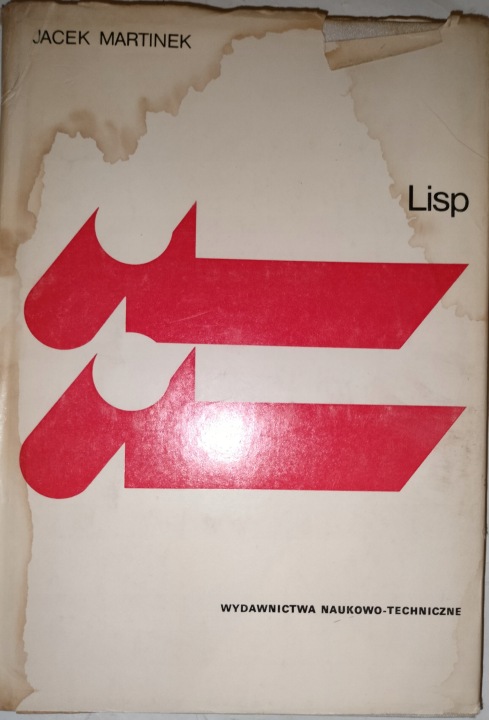 JACEK MARTINEK
Lisp
WYDAWNICTWA NAUKOWO-TECHNICZNE